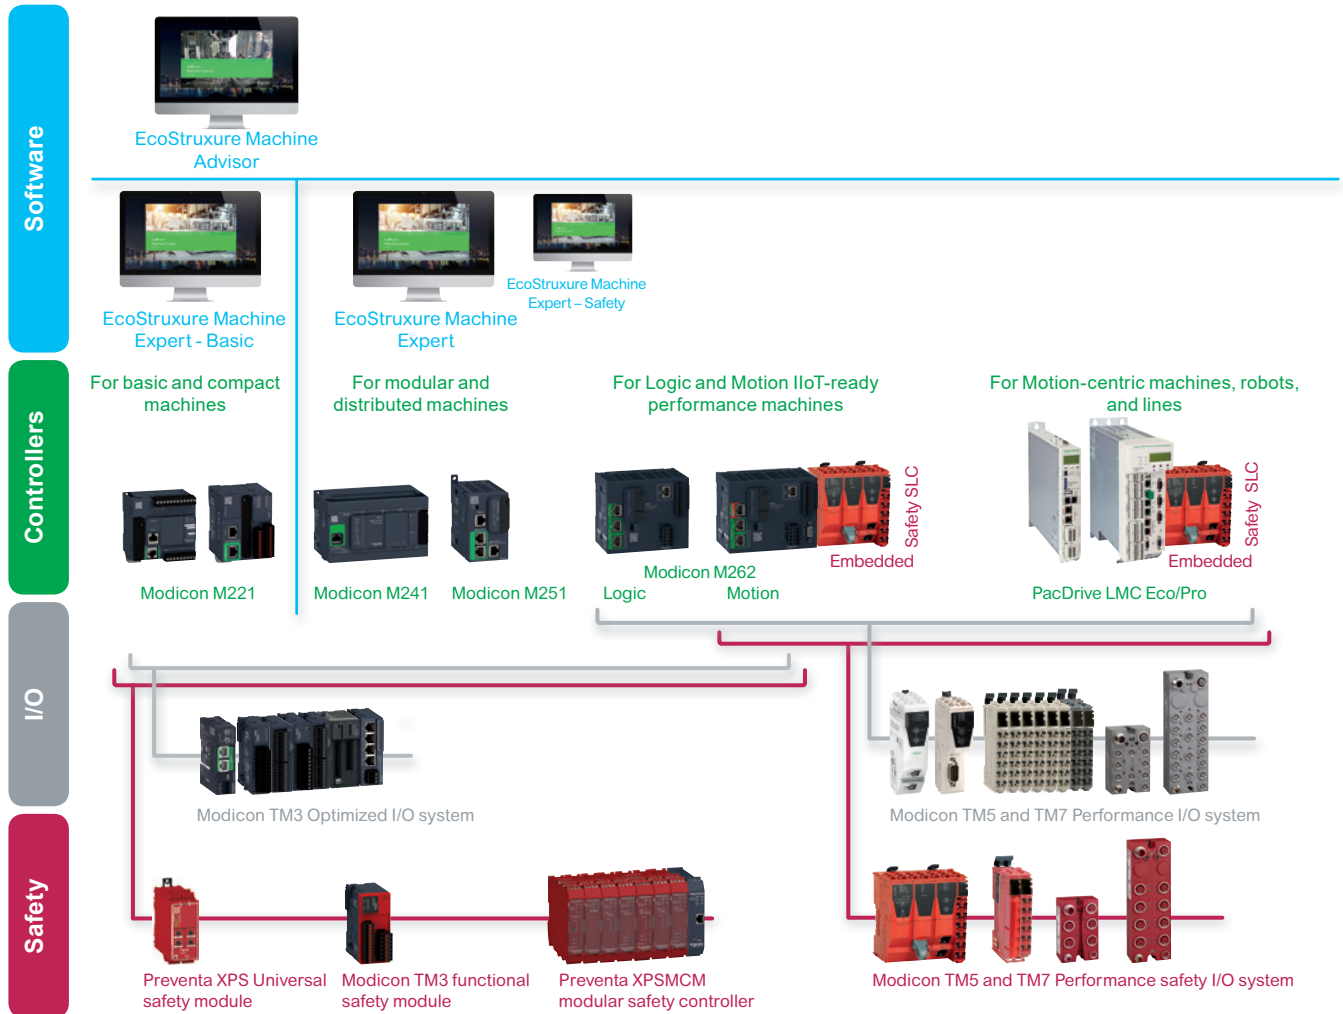 Software
EcoStruxure Machine
Advisor
EcoStruxure Machine
Expert - Basic
EcoStruxure Machine
Expert
EcoStruxure Machine
Expert – Safety
Controllers
For basic and compact
machines
For modular and
distributed machines
For Logic and Motion IIoT-ready
performance machines
For Motion-centric machines, robots,
and lines
Modicon M221
Modicon M241
Modicon M251
Modicon M262
Logic
Motion
Embedded
Safety SLC
PacDrive LMC Eco/Pro
Embedded
Safety SLC
I/O
Modicon TM3 Optimized I/O system
Modicon TM5 and TM7 Performance I/O system
Safety
Preventa XPS Universal
safety module
Modicon TM3 functional
safety module
Preventa XPSMCM
modular safety controller
Modicon TM5 and TM7 Performance safety I/O system